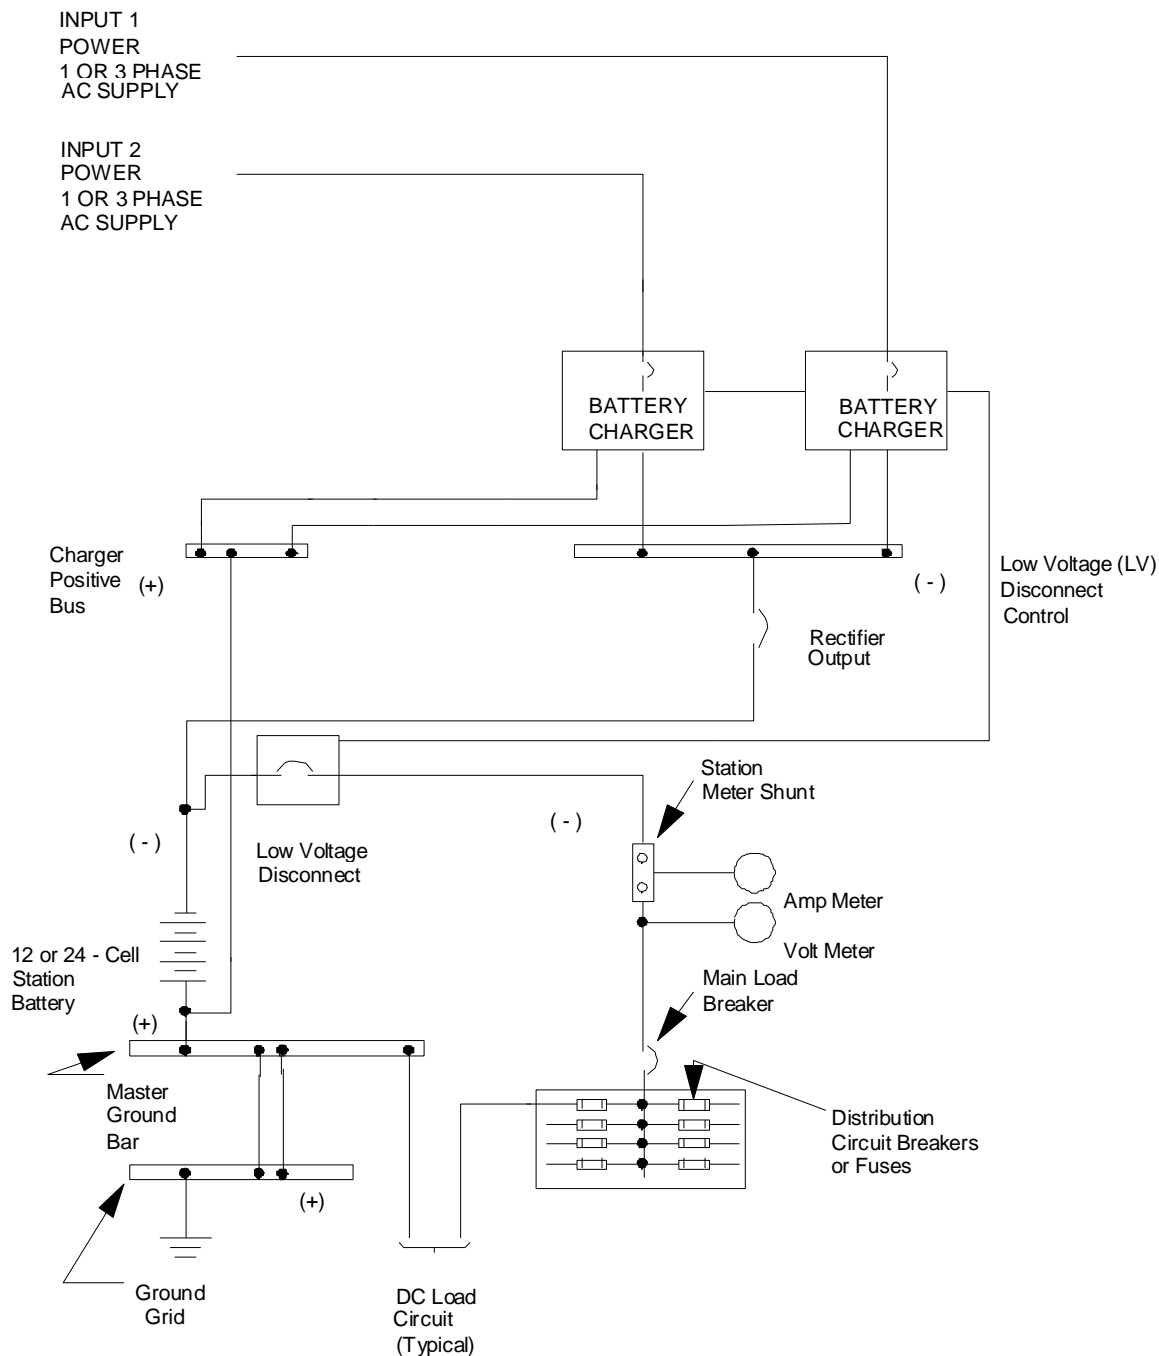 INPUT 1
POWER
1 OR 3 PHASE
AC SUPPLY
INPUT 2
POWER
1 OR 3 PHASE
AC SUPPLY
BATTERY
CHARGER
BATTERY
CHARGER
Charger
Positive
Bus
(+)
( - )
Low Voltage (LV)
Disconnect
Control
Rectifier
Output
Station
Meter Shunt
( - )
( - )
Low Voltage
Disconnect
Amp Meter
Volt Meter
12 or 24 - Cell
Station
Battery
Main Load
Breaker
(+)
Master
Ground
Bar
Distribution
Circuit Breakers
or Fuses
(+)
Ground
Grid
DC Load
Circuit
(Typical)